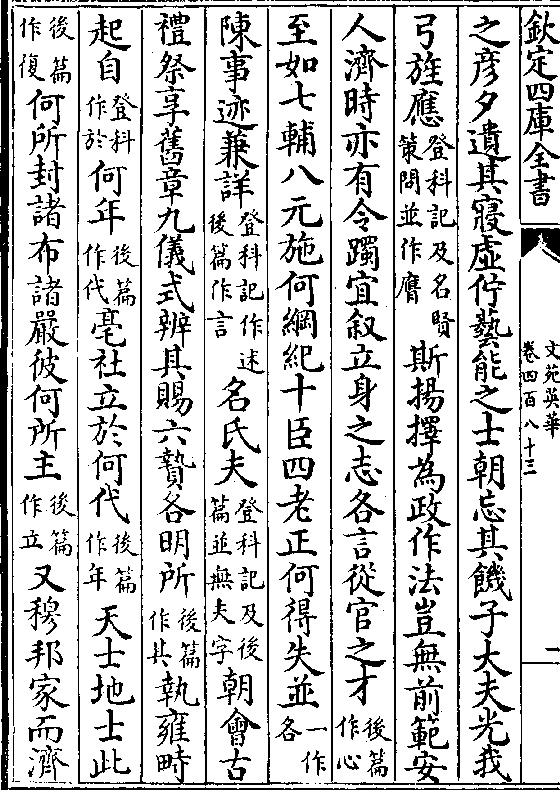 欽定四庫全書
文苑英華
卷四百八十三
一
之彦夕遺其寢虚佇藝能之士朝忘其饑子大夫光我
弓旌應登科記及名賢策問並作膺斯揚擇為政作法豈無前範安
人濟時亦有令躅宜叙立身之志各言從官之才後篇作心
至如七輔八元施何綱紀十臣四老正何得失並一作各
陳事迹兼詳登科記作述後篇作言名氏夫登科記及後篇並無夫字朝會古
禮祭享舊章九儀式辨其賜六贄各明所後篇作其執雍畤
起自登科作於何年後篇作代亳社立於何代後篇作年天士地士此
後篇作復何所封諸布諸嚴彼何所主後篇作立又穆邦家而濟